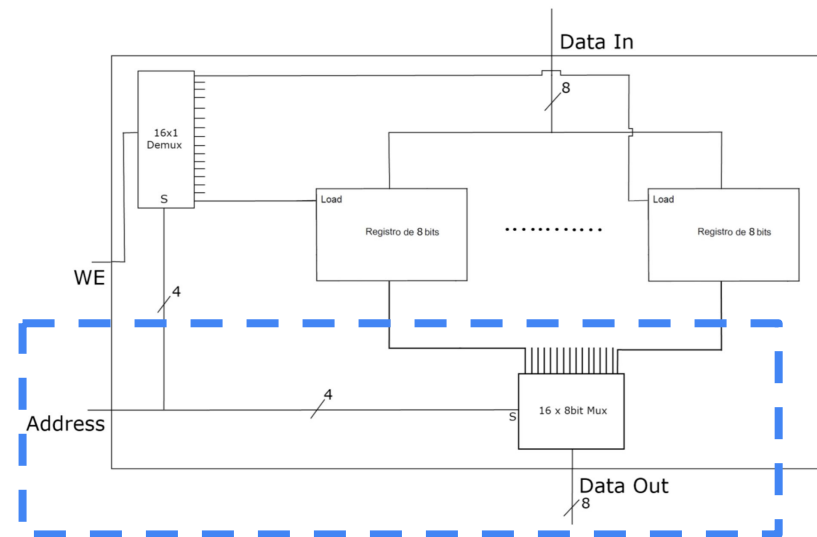 Data In
8
16x1
Demux
S
Load
Registro de 8 bits
Load
Registro de 8 bits
WE
4
4
Address
S
16 x 8bit Mux
Data Out
8